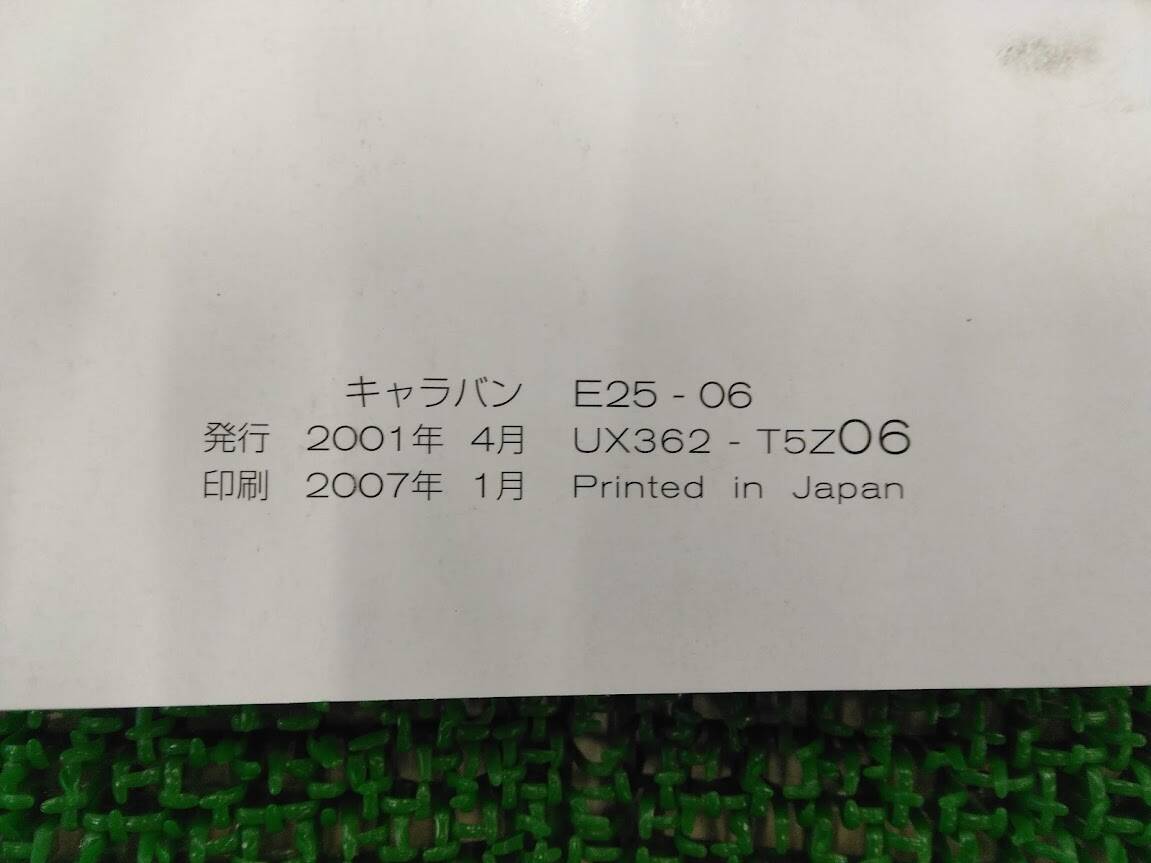 キャラバン E25 - 06
発行 2001年 4月 UX362 - T5Z06
印刷 2007年 1月 Printed in Japan